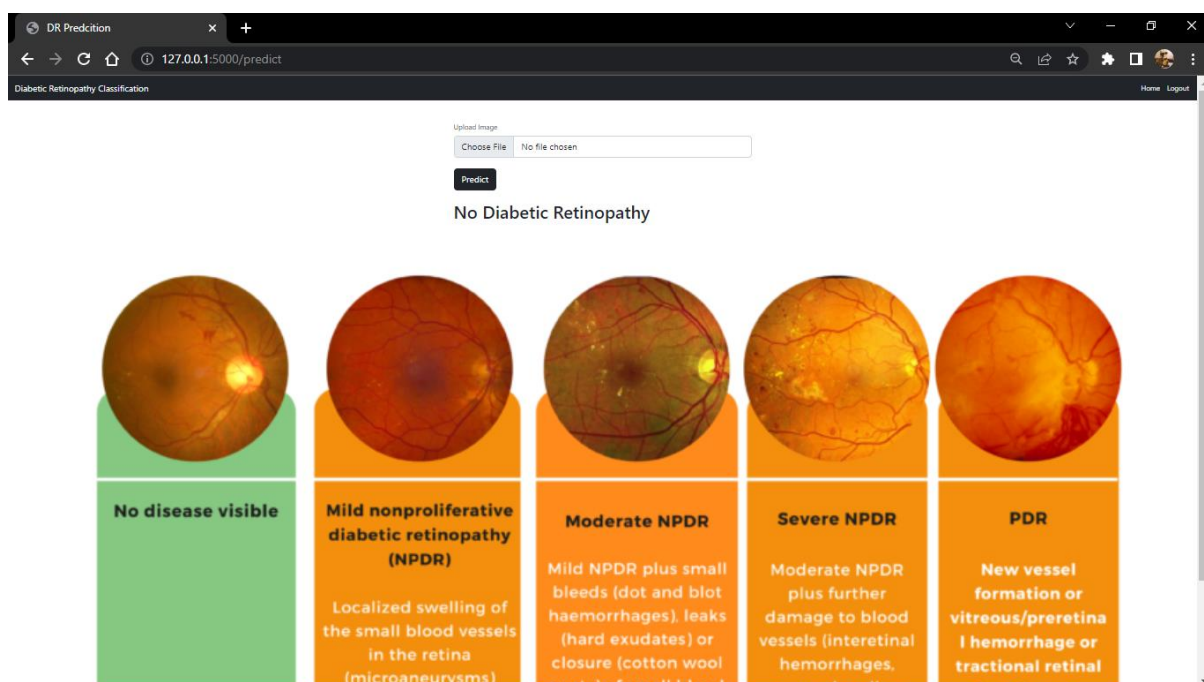 DR Predcition
127.0.0.1:5000/predict
Diabetic Retinopathy Classification
Home Logout
Upload Image
Choose File No file chosen
Predict
No Diabetic Retinopathy
No disease visible
Mild nonproliferative
diabetic retinopathy
(NPDR)
Localized swelling of
the small blood vessels
in the retina
(microaneurysms)
Moderate NPDR
Mild NPDR plus small
bleeds (dot and blot
haemorrhages), leaks
(hard exudates) or
closure (cotton wool
Severe NPDR
Moderate NPDR
plus further
damage to blood
vessels (interetinal
hemorrhages,
PDR
New vessel
formation or
vitreous/preretina
l hemorrhage or
tractional retinal